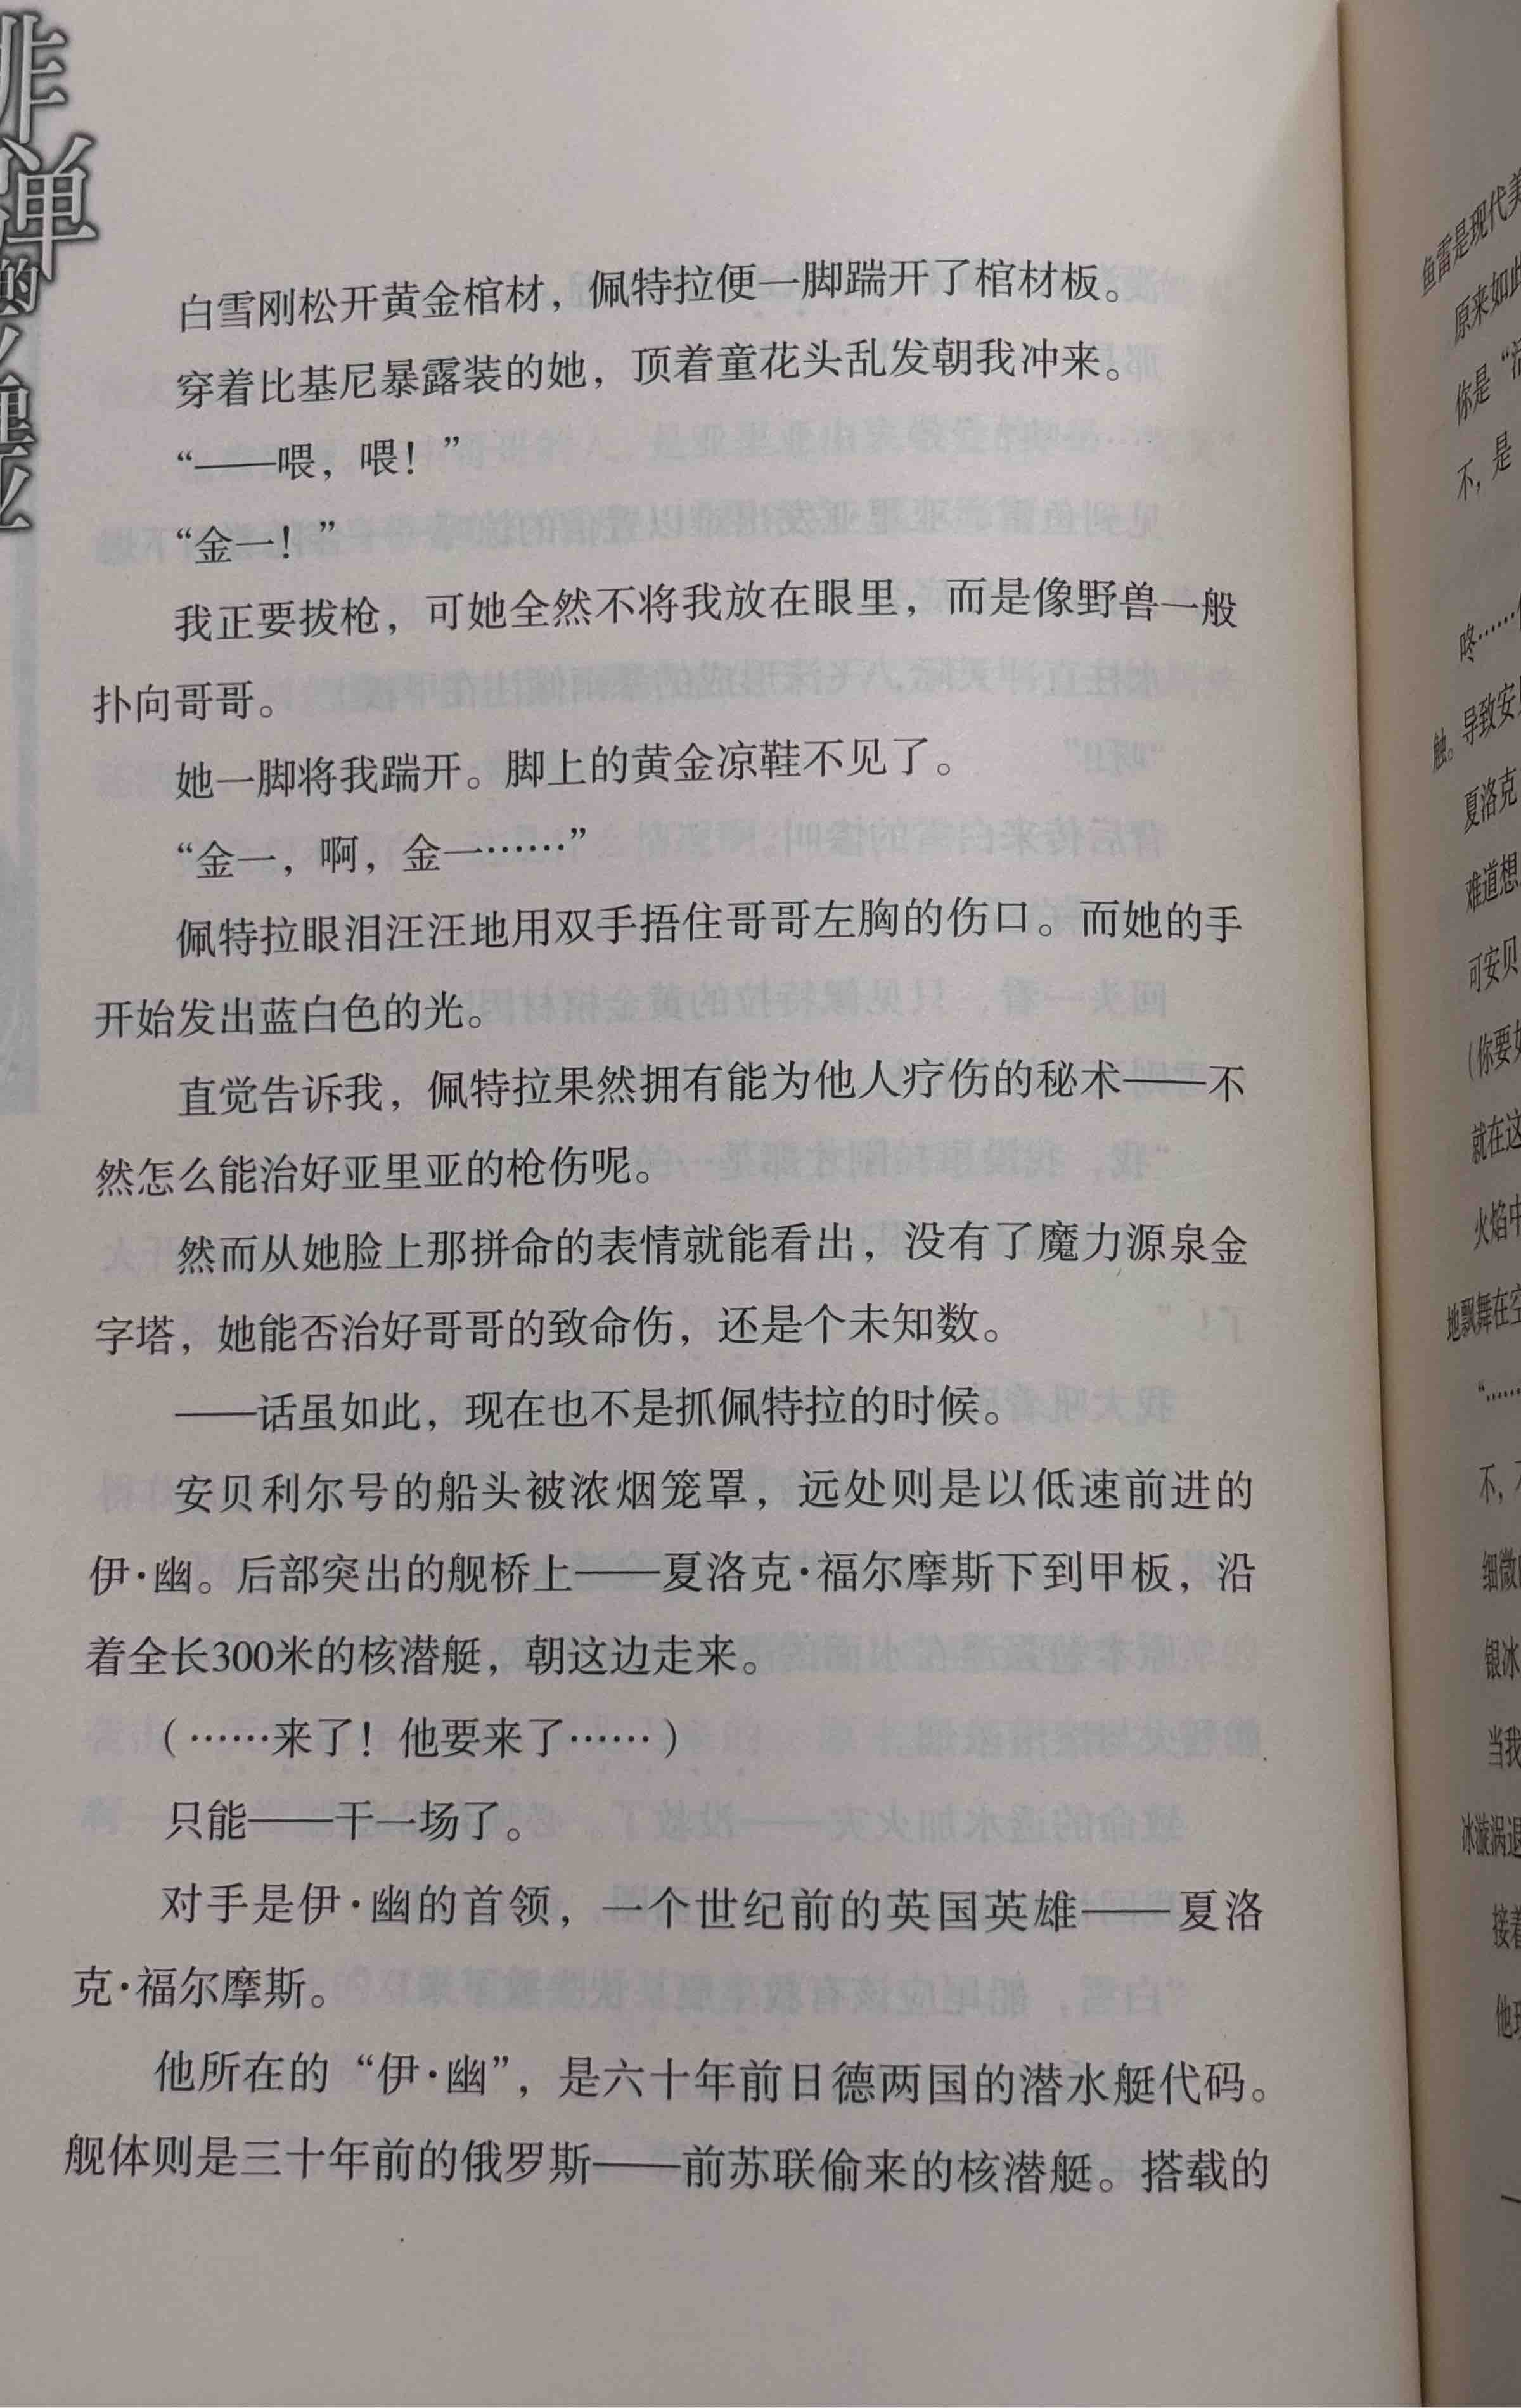 白雪刚松开黄金棺材，佩特拉便一脚踹开了棺材板。
穿着比基尼暴露装的她，顶着童花头乱发朝我冲来。
“——喂，喂！”
“金一！”
我正要拔枪，可她全然不将我放在眼里，而是像野兽一般
扑向哥哥。
她一脚将我踹开。脚上的黄金凉鞋不见了。
“金一，啊，金一……”
佩特拉眼泪汪汪地用双手捂住哥哥左胸的伤口。而她的手
开始发出蓝白色的光。
直觉告诉我，佩特拉果然拥有能为他人疗伤的秘术——不
然怎么能治好亚里亚的枪伤呢。
然而从她脸上那拼命的表情就能看出，没有了魔力源泉金
字塔，她能否治好哥哥的致命伤，还是个未知数。
——话虽如此，现在也不是抓佩特拉的时候。
安贝利尔号的船头被浓烟笼罩，远处则是以低速前进的
伊·幽。后部突出的舰桥上——夏洛克·福尔摩斯下到甲板，沿
着全长300米的核潜艇，朝这边走来。
（……来了！他要来了……）
只能——干一场了。
对手是伊·幽的首领，一个世纪前的英国英雄——夏洛
克·福尔摩斯。
他所在的“伊·幽”，是六十年前日德两国的潜水艇代码。
舰体则是三十年前的俄罗斯——前苏联偷来的核潜艇。搭载的
鱼雷是现代美
原来如此
你是“
不，是
咚……
触。导致安
夏洛克
难道想
可安贝
（你要
就在这
火焰中
地飘舞在空
“……
不，
细微
银冰
当我
冰漩涡退
接着
他